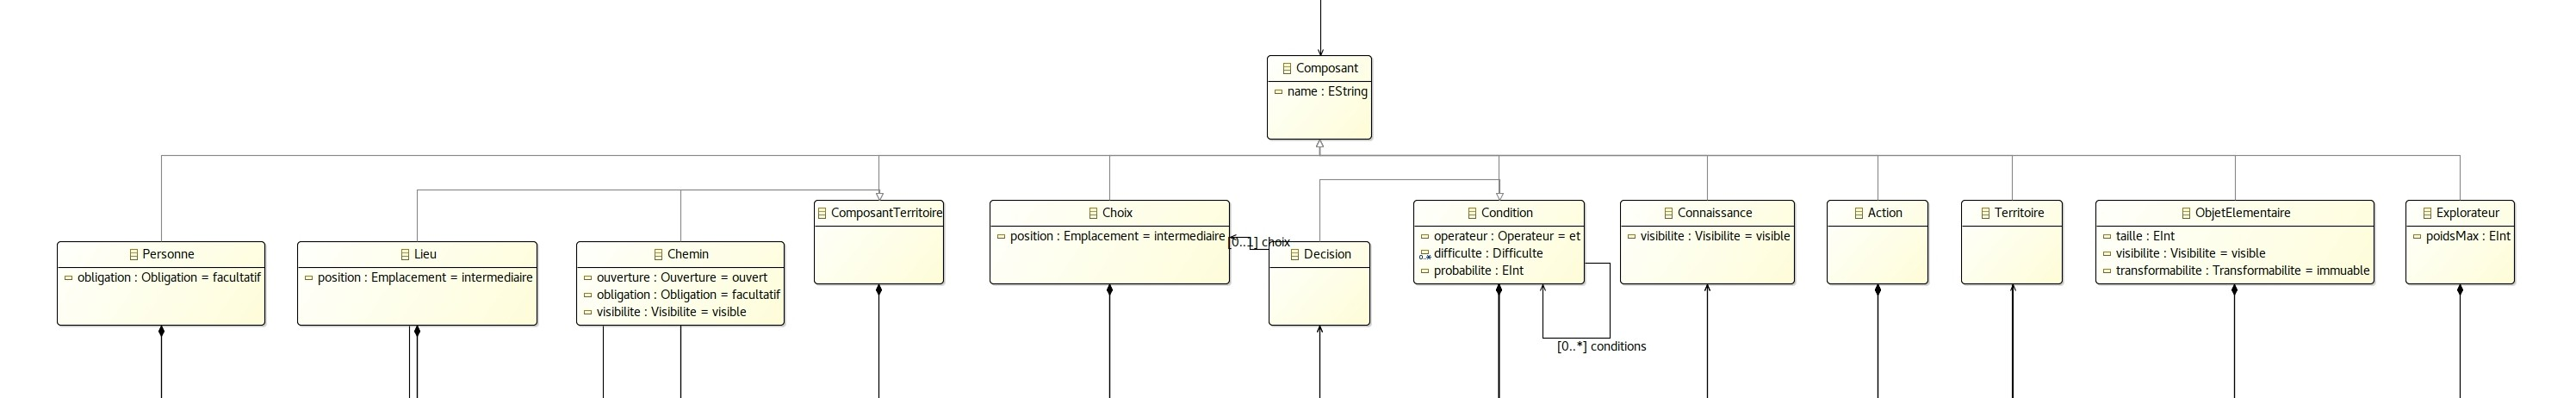 Composant
name : EString
Personne
obligation : Obligation = facultatif
Lieu
position : Emplacement = intermediaire
Chemin
ouverture : Ouverture = ouvert
obligation : Obligation = facultatif
visibilite : Visibilite = visible
ComposantTerritoire
Choix
position : Emplacement = intermediaire
[0..1] choix
Decision
Condition
operateur : Operateur = et
0..*
difficulte : Difficulte
probabilite : EInt
[0..*] conditions
Connaissance
visibilite : Visibilite = visible
Action
Territoire
ObjetElementaire
taille : EInt
visibilite : Visibilite = visible
transformabilite : Transformabilite = immuable
Explorateur
poidsMax : EInt